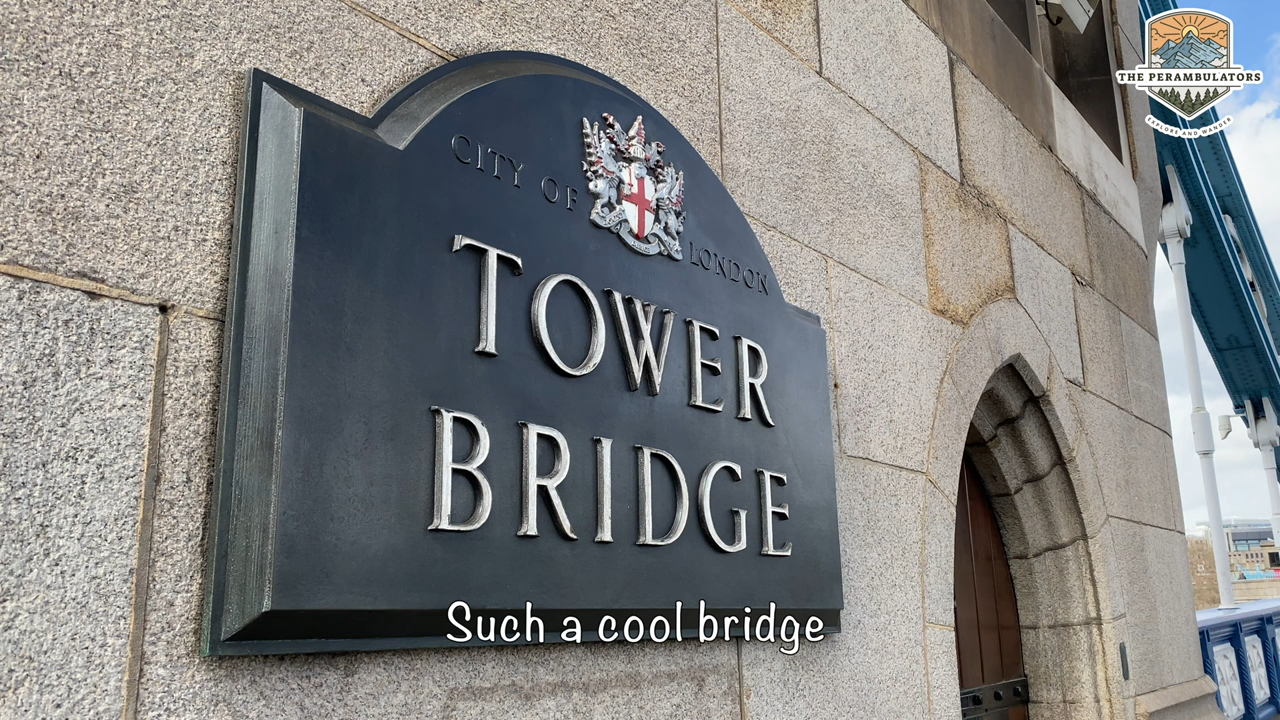 THE PERAMBULATORS
EXPLORE AND WANDER
CITY OF LONDON
TOWER
BRIDGE
Such a cool bridge